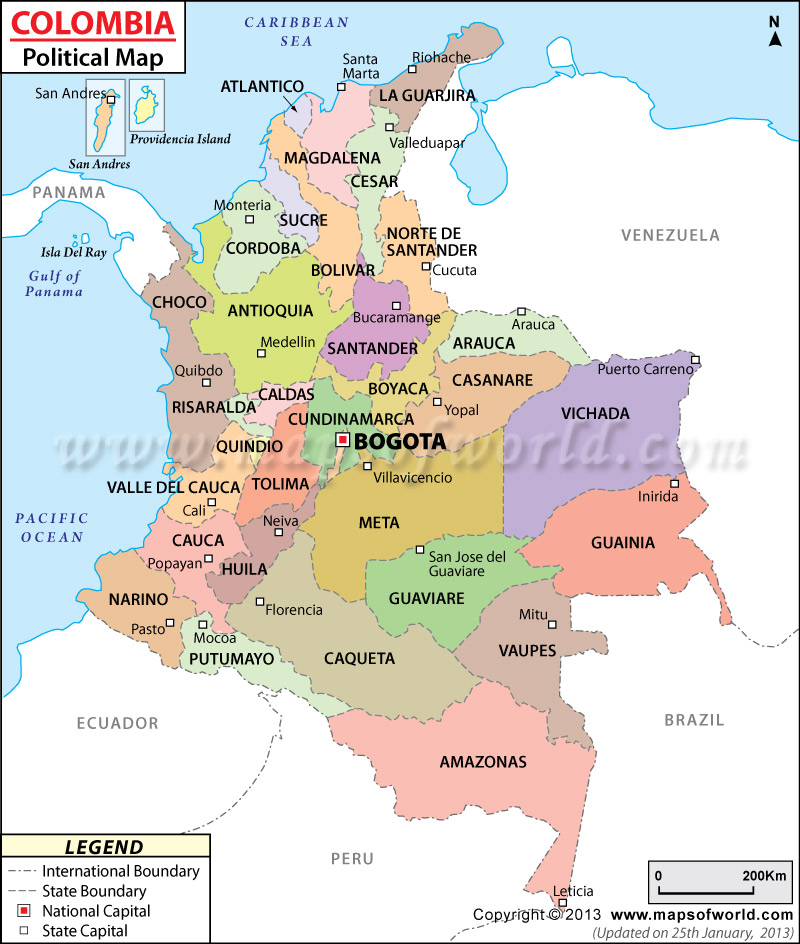 COLOMBIA
Political Map
CARIBBEAN
SEA
N
San Andres
Providencia Island
San Andres
ATLANTICO
Santa
Marta
Riohache
LA GUARJIRA
Valleduapar
MAGDALENA
CESAR
PANAMA
Monteria
SUCRE
CORDOBA
NORTE DE
SANTANDER
Cucuta
VENEZUELA
Isla Del Ray
Gulf of
Panama
BOLIVAR
CHOCO
ANTIOQUIA
Bucaramange
Arauca
SANTANDER
ARAUCA
Medellin
Quibdo
Puerto Carreno
CALDAS
BOYACA
CASANARE
RISARALDA
CUNDINAMARCA
Yopal
VICHADA
QUINDIO
BOGOTA
www.mapsofworld.com
VALLE DEL CAUCA
TOLIMA
Villavicencio
Inirida
Cali
Neiva
META
PACIFIC
OCEAN
CAUCA
GUAINIA
Popayan
HUILA
San Jose del
Guaviare
NARINO
Florencia
GUAVIARE
Pasto
Mocoa
Mitu
PUTUMAYO
CAQUETA
VAUPES
ECUADOR
BRAZIL
AMAZONAS
PERU
Leticia
LEGEND
International Boundary
State Boundary
National Capital
State Capital
0 200Km
Copyright © 2013 www.mapsofworld.com
(Updated on 25th January, 2013)